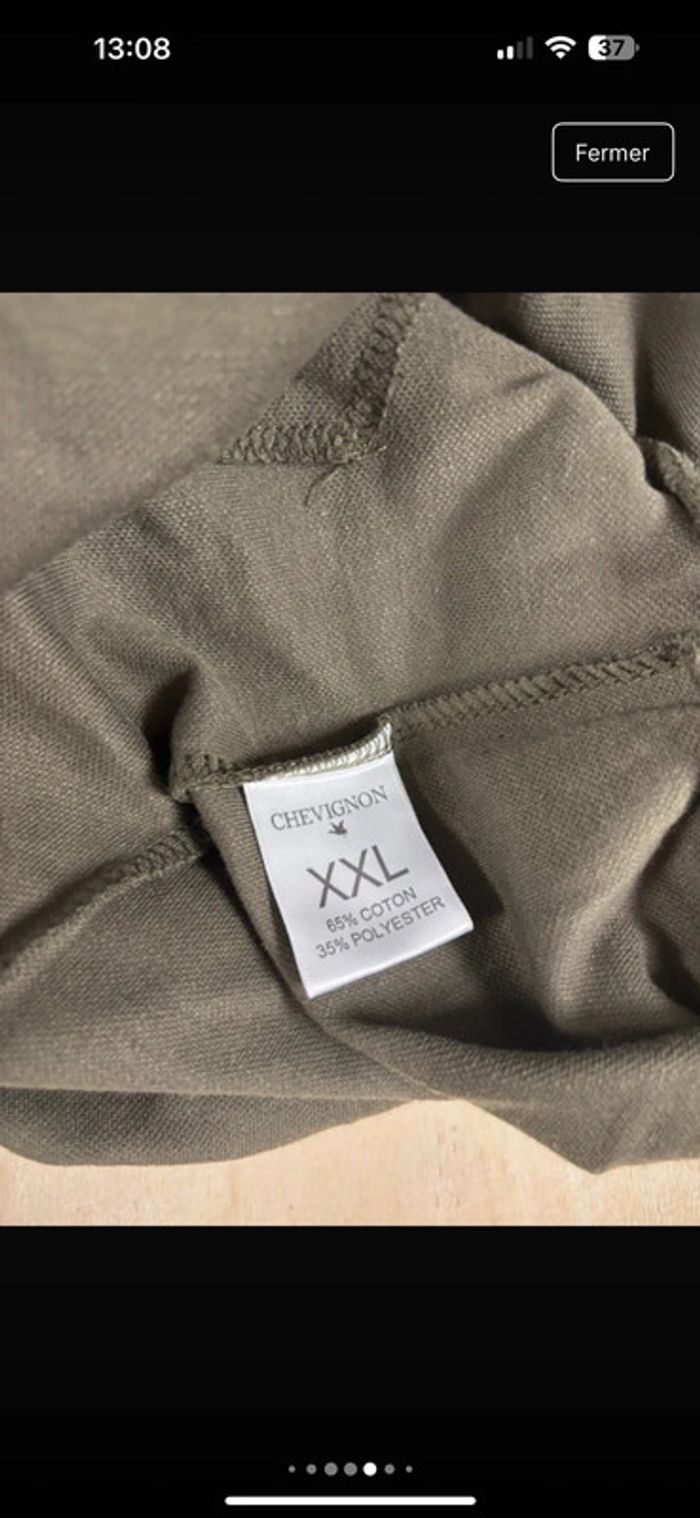 13:08
37
Fermer
CHEVIGNON
XXL
65% COTON
35% POLYESTER